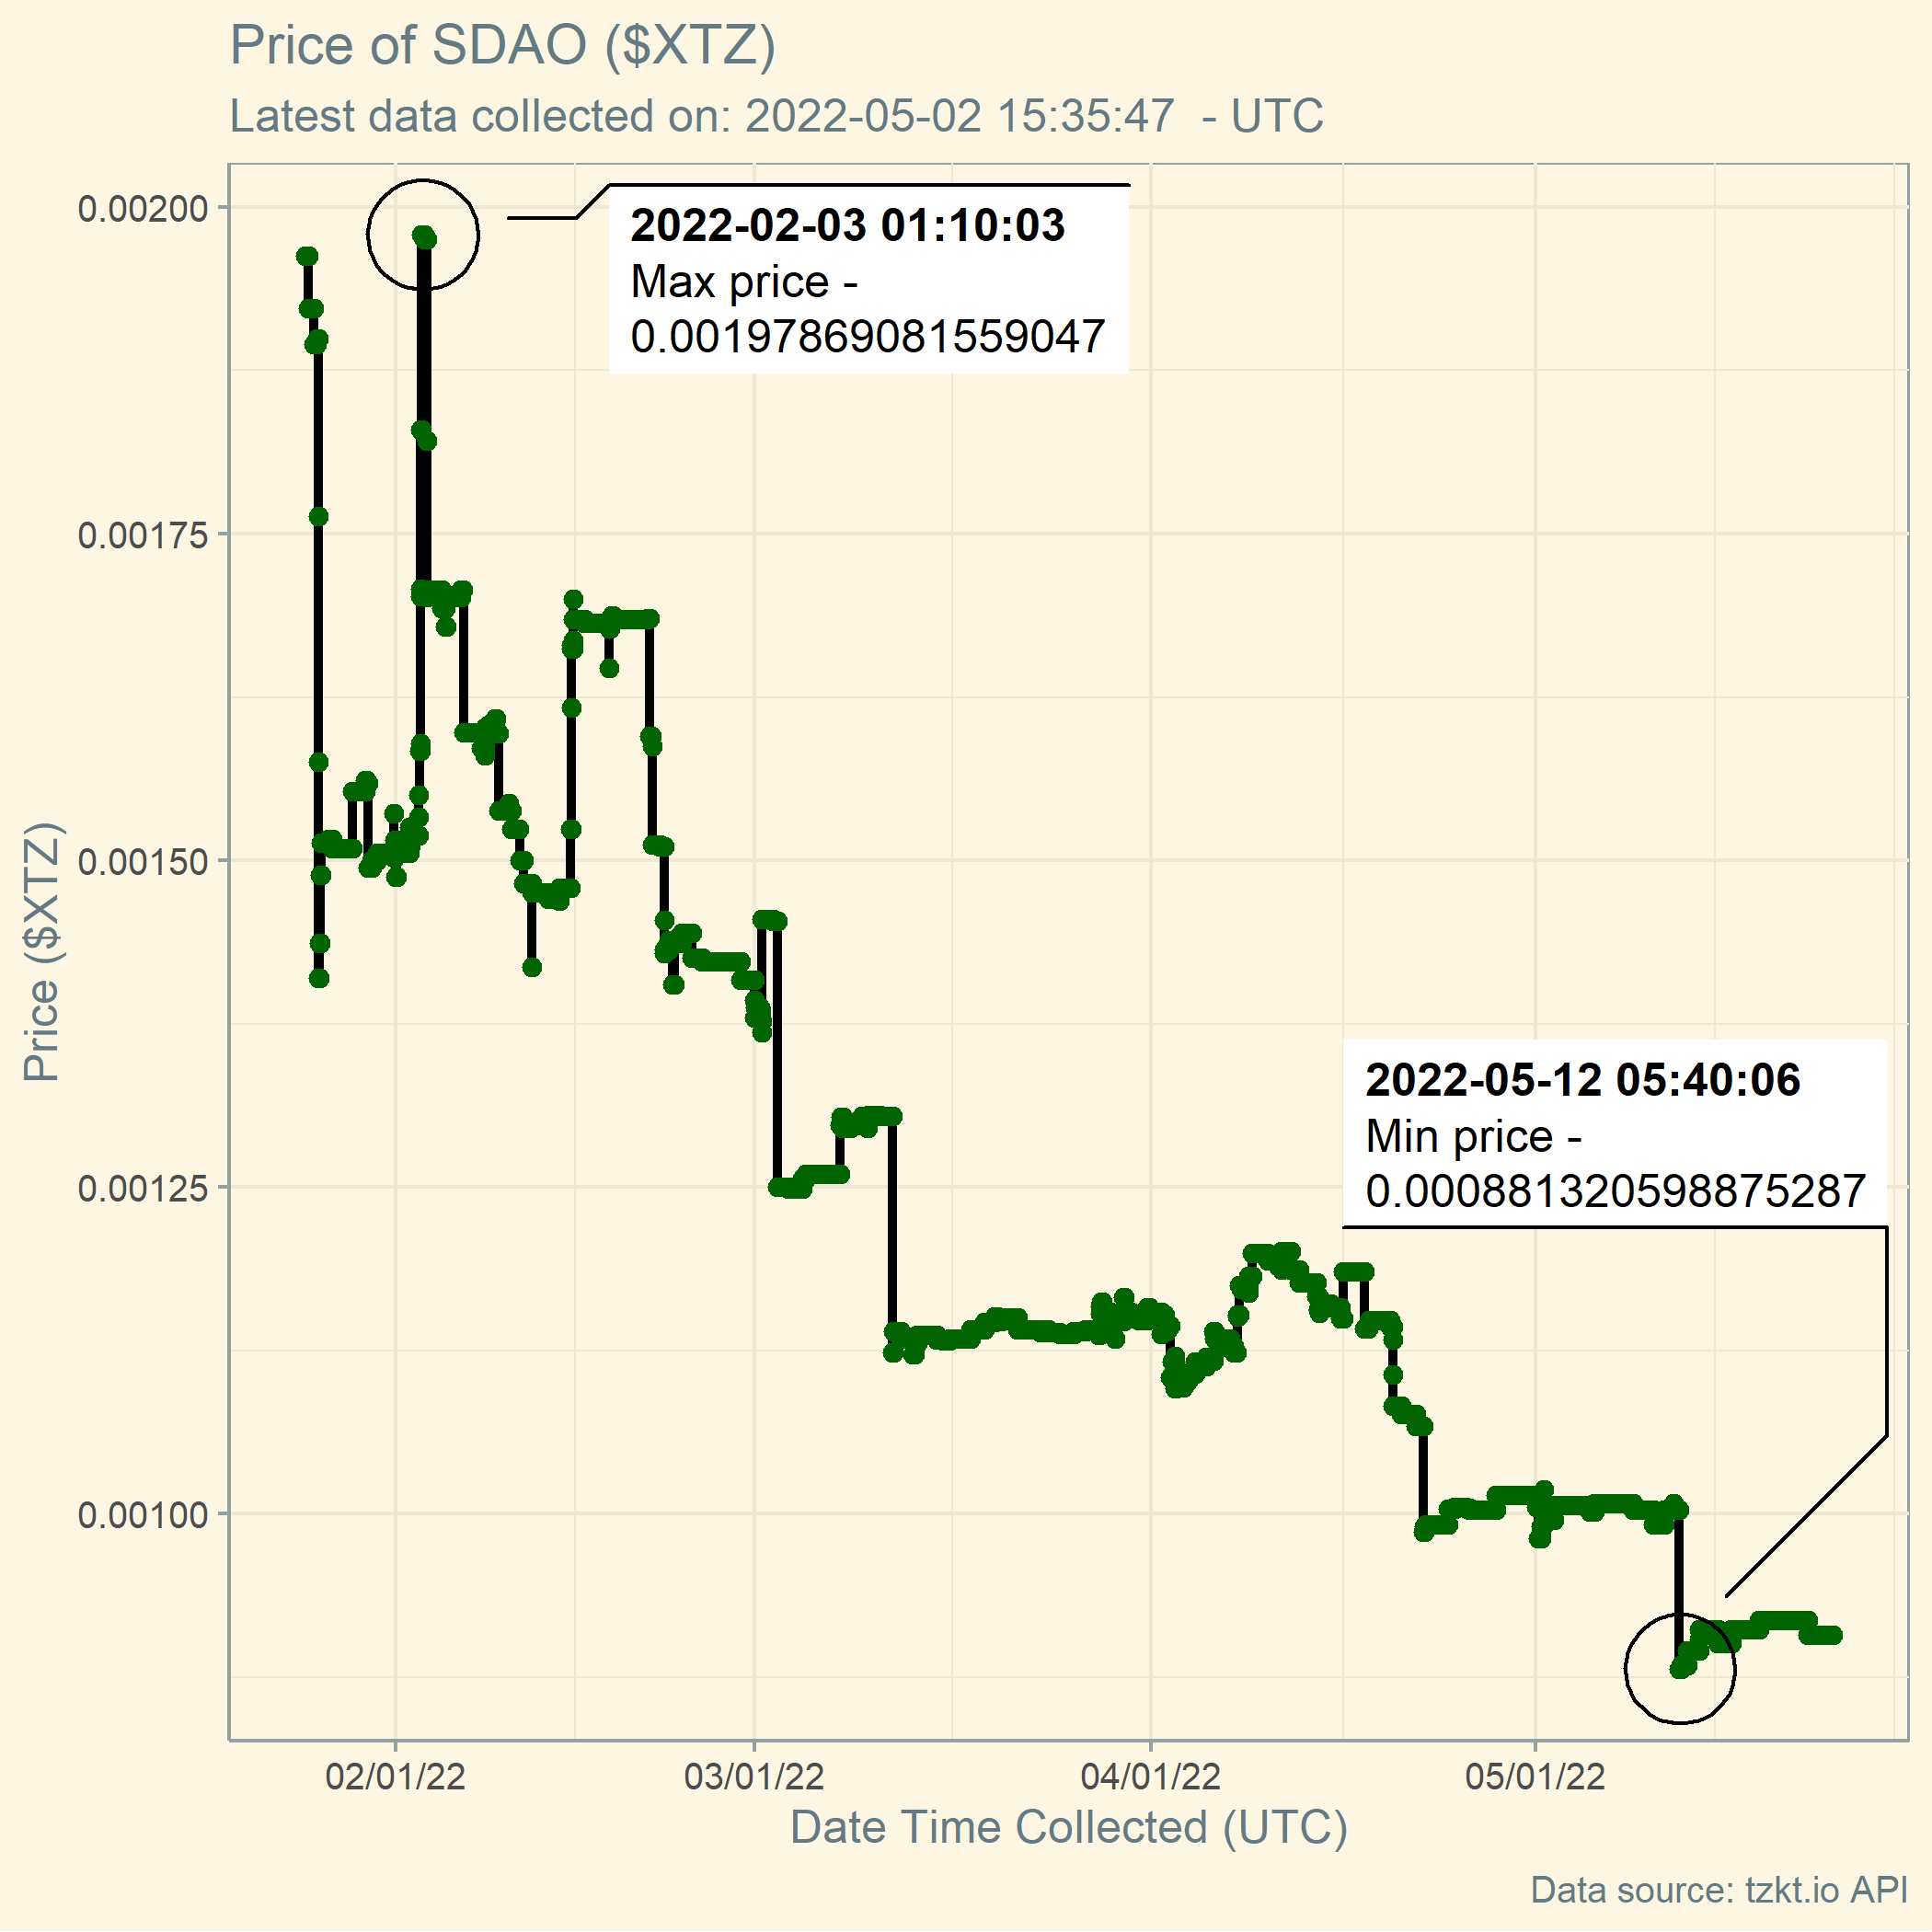 Price of SDAO ($XTZ)
Latest data collected on: 2022-05-02 15:35:47  - UTC
2022-02-03 01:10:03
Max price -
0.00197869081559047
2022-05-12 05:40:06
Min price -
0.000881320598875287
0.00200
0.00175
0.00150
0.00125
0.00100
Price ($XTZ)
02/01/22
03/01/22
04/01/22
05/01/22
Date Time Collected (UTC)
Data source: tzkt.io API